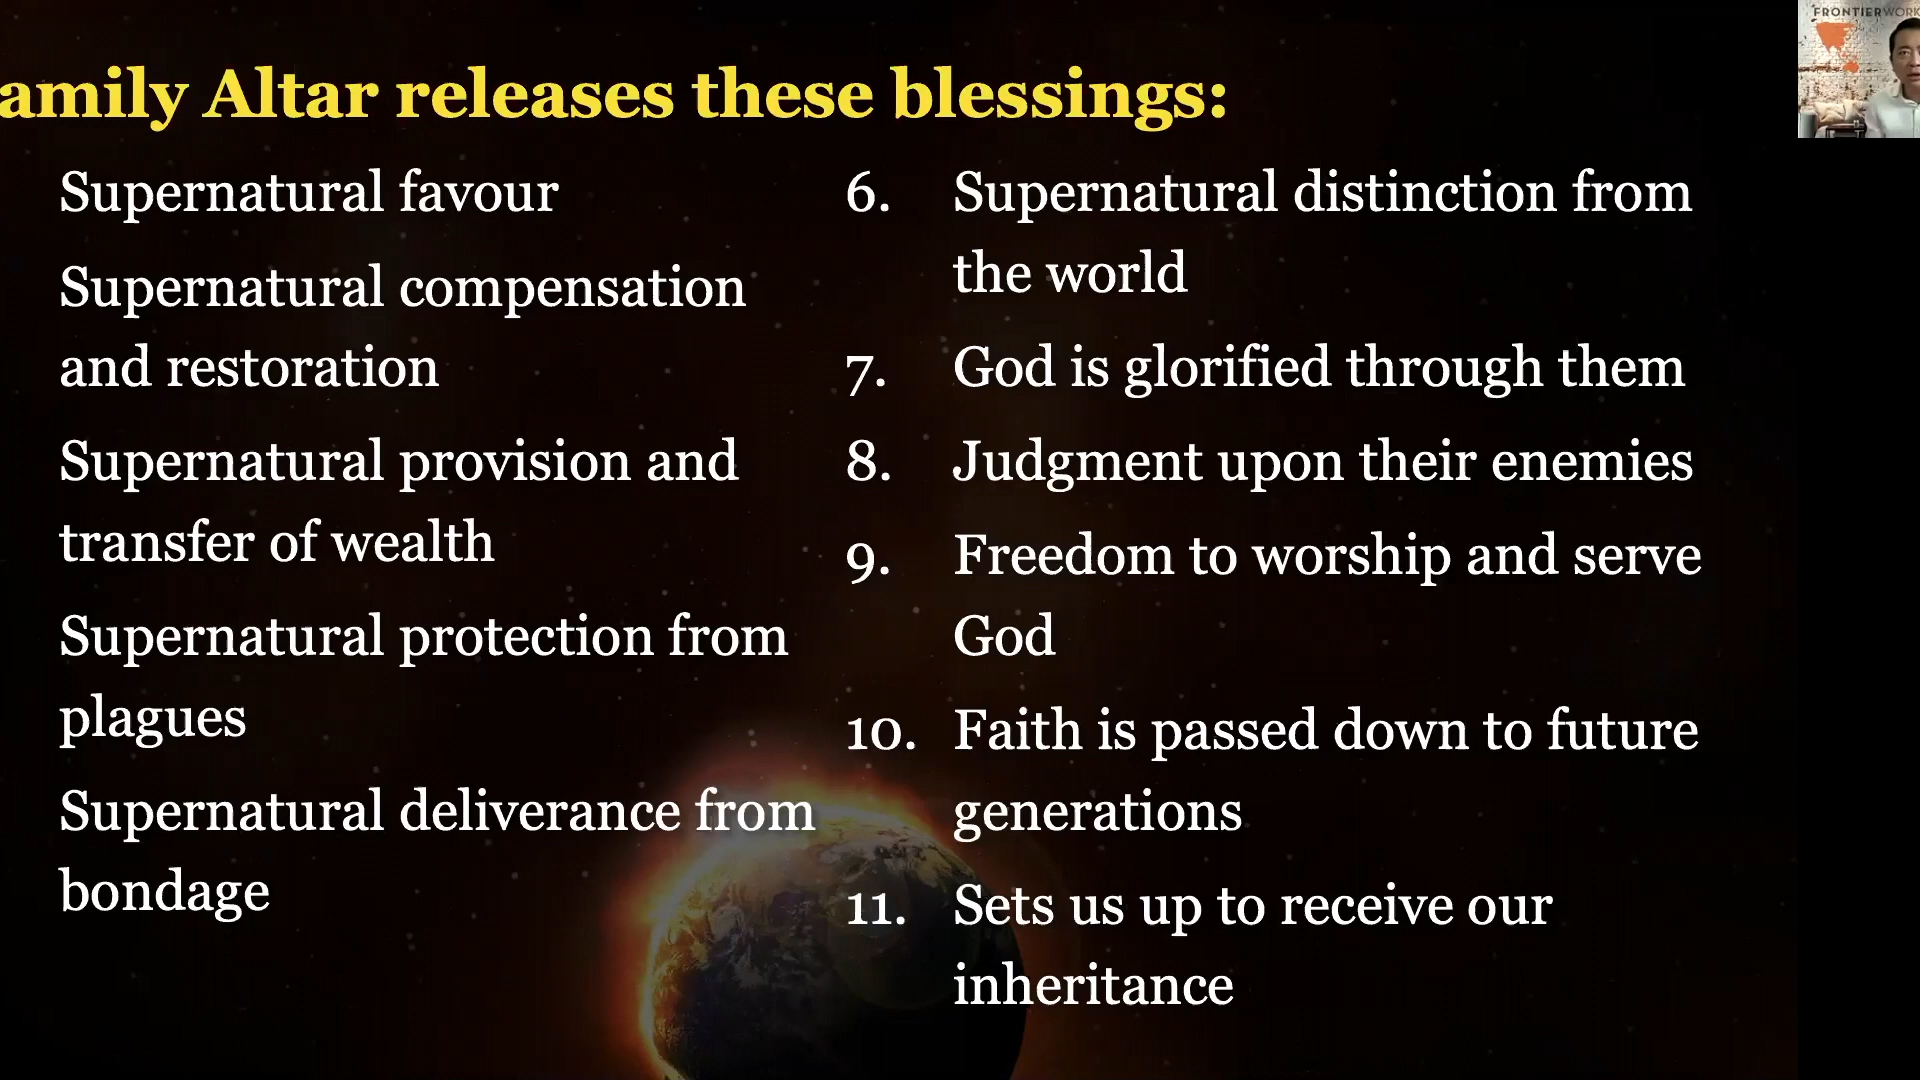 amily Altar releases these blessings:
Supernatural favour
Supernatural compensation
and restoration
Supernatural provision and
transfer of wealth
Supernatural protection from
plagues
Supernatural deliverance from
bondage
6. Supernatural distinction from
the world
7. God is glorified through them
8. Judgment upon their enemies
9. Freedom to worship and serve
God
10. Faith is passed down to future
generations
11. Sets us up to receive our
inheritance
FRONTIERWORK